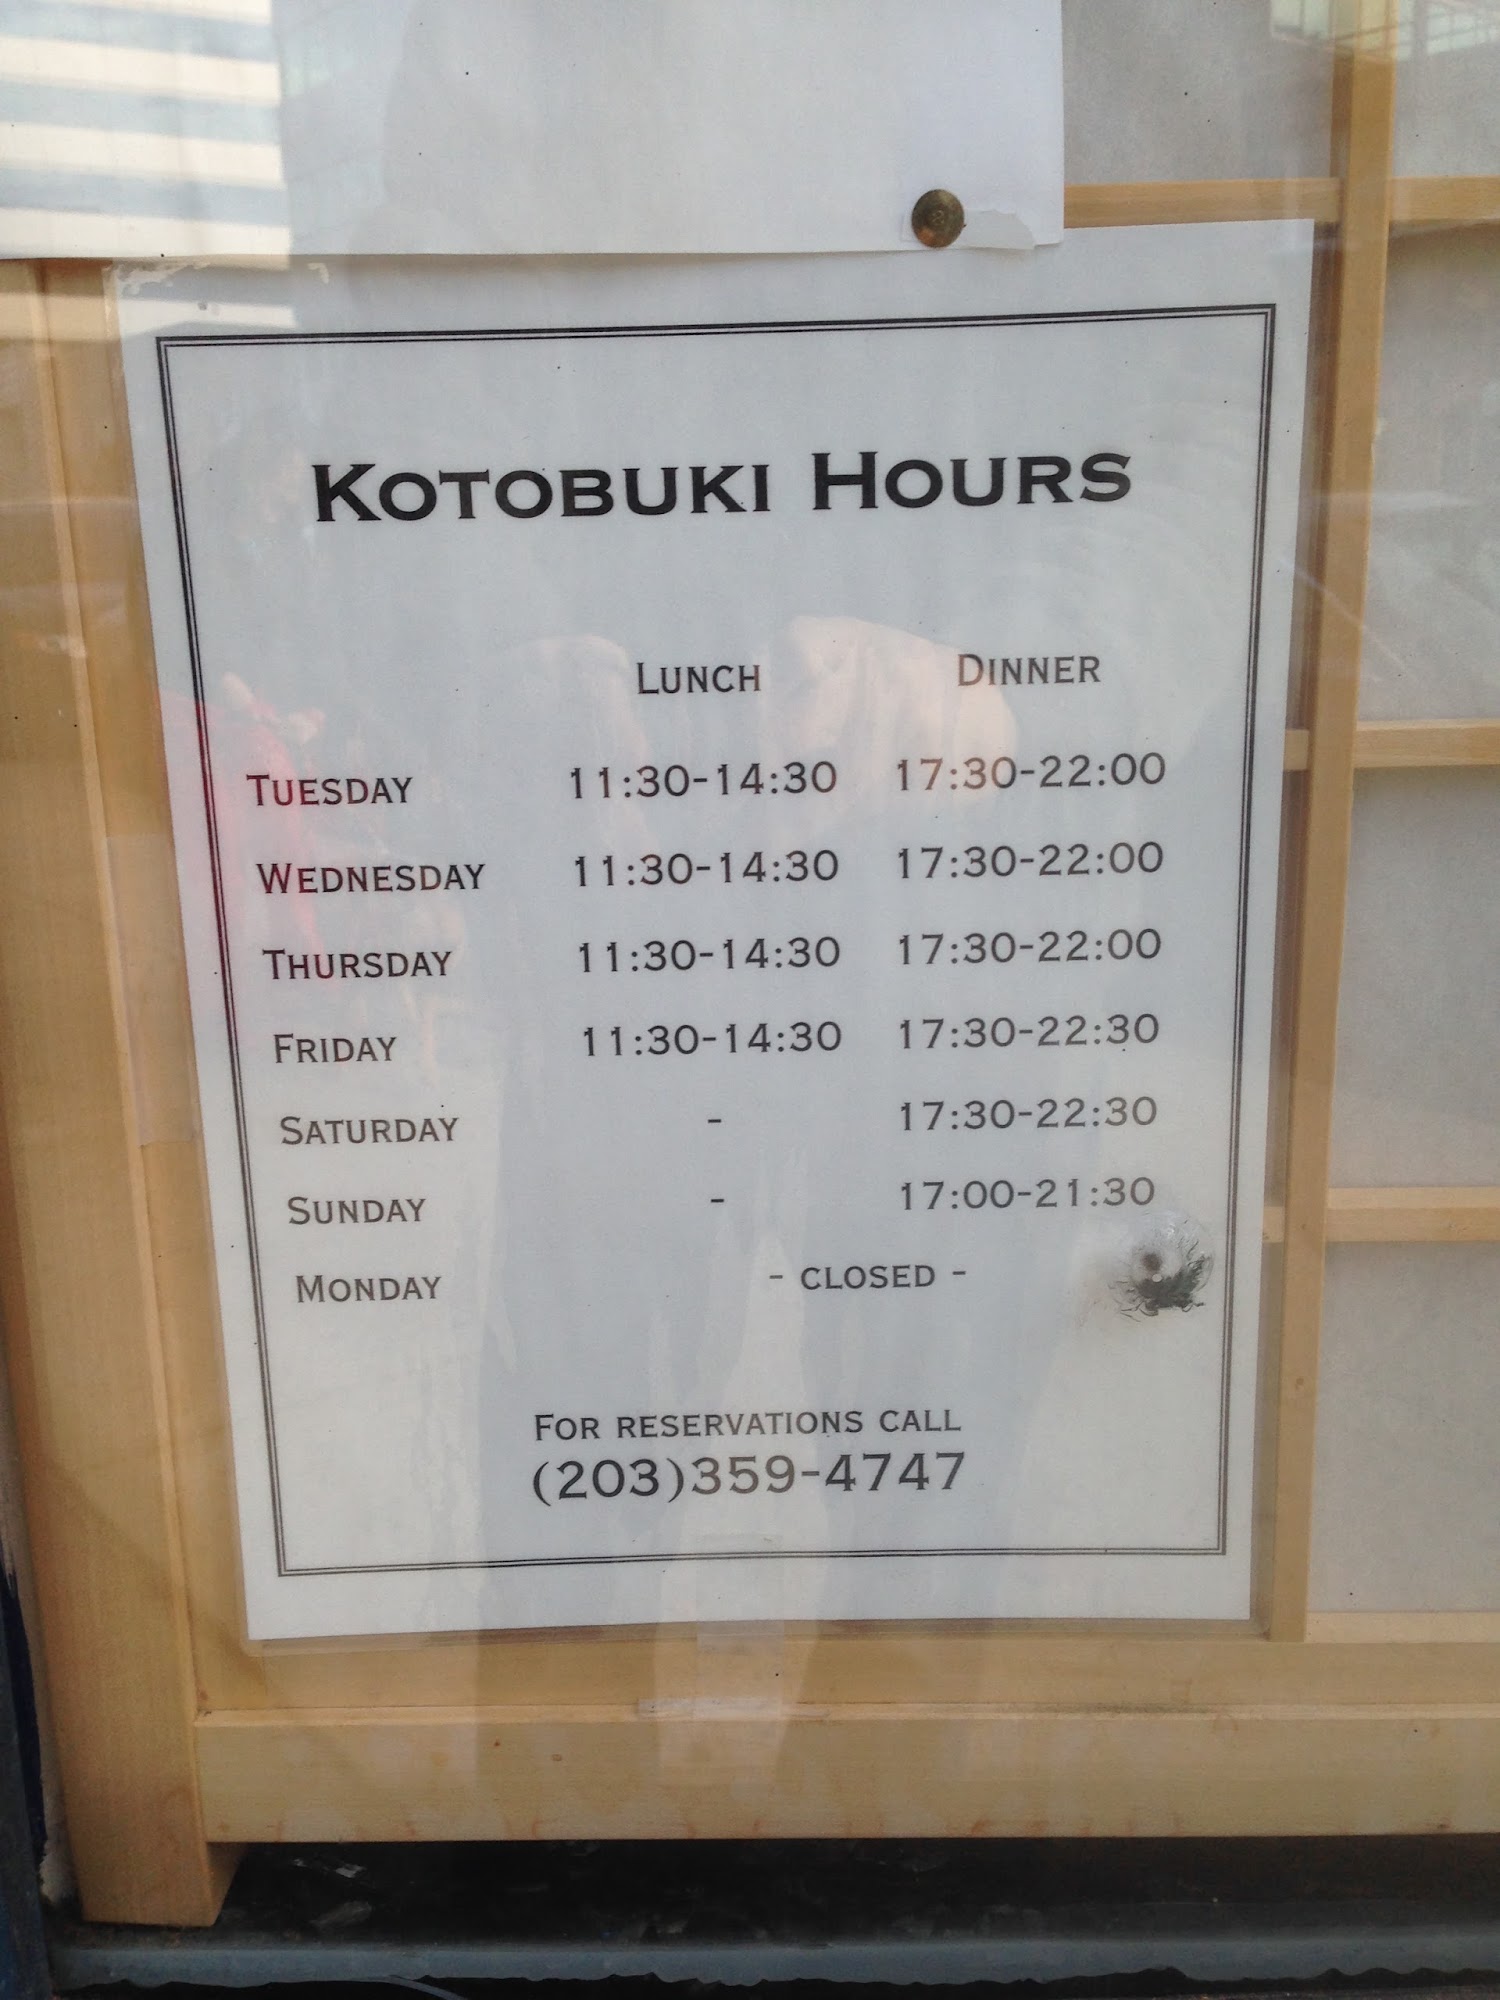 KOTOBUKI HOURS
LUNCH DINNER
TUESDAY 11:30-14:30 17:30-22:00
WEDNESDAY 11:30-14:30 17:30-22:00
THURSDAY 11:30-14:30 17:30-22:00
FRIDAY 11:30-14:30 17:30-22:30
SATURDAY - 17:30-22:30
SUNDAY - 17:00-21:30
MONDAY - CLOSED -
FOR RESERVATIONS CALL
(203)359-4747